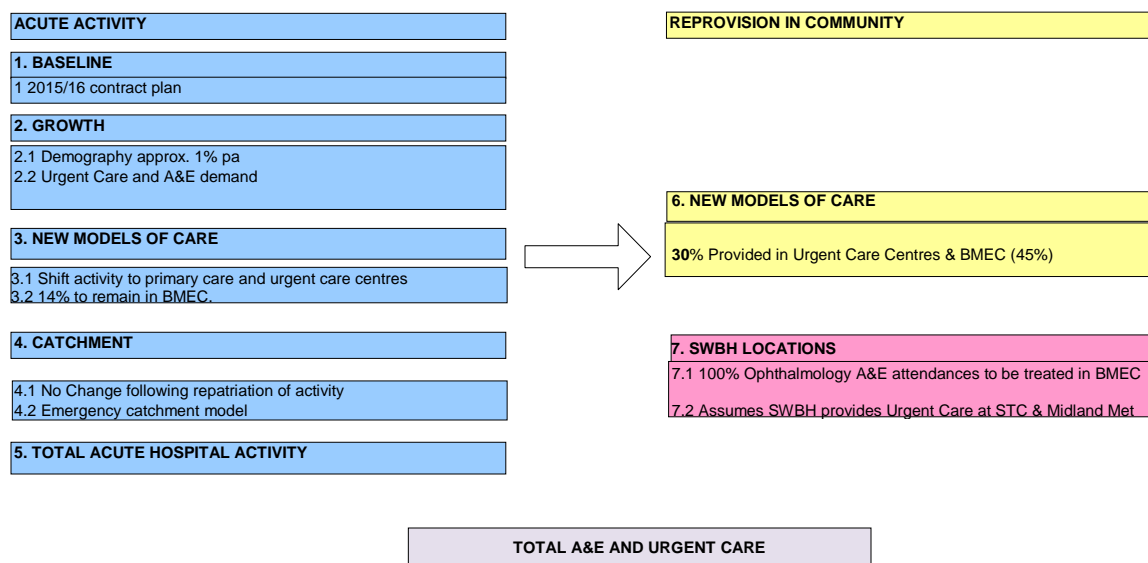 ACUTE ACTIVITY
1. BASELINE
1 2015/16 contract plan
2. GROWTH
2.1 Demography approx. 1% pa
2.2 Urgent Care and A&E demand
3. NEW MODELS OF CARE
3.1 Shift activity to primary care and urgent care centres
3.2 14% to remain in BMEC.
4. CATCHMENT
4.1 No Change following repatriation of activity
4.2 Emergency catchment model
5. TOTAL ACUTE HOSPITAL ACTIVITY
REPROVISION IN COMMUNITY
6. NEW MODELS OF CARE
30% Provided in Urgent Care Centres & BMEC (45%)
7. SWBH LOCATIONS
7.1 100% Ophthalmology A&E attendances to be treated in BMEC
7.2 Assumes SWBH provides Urgent Care at STC & Midland Met
TOTAL A&E AND URGENT CARE